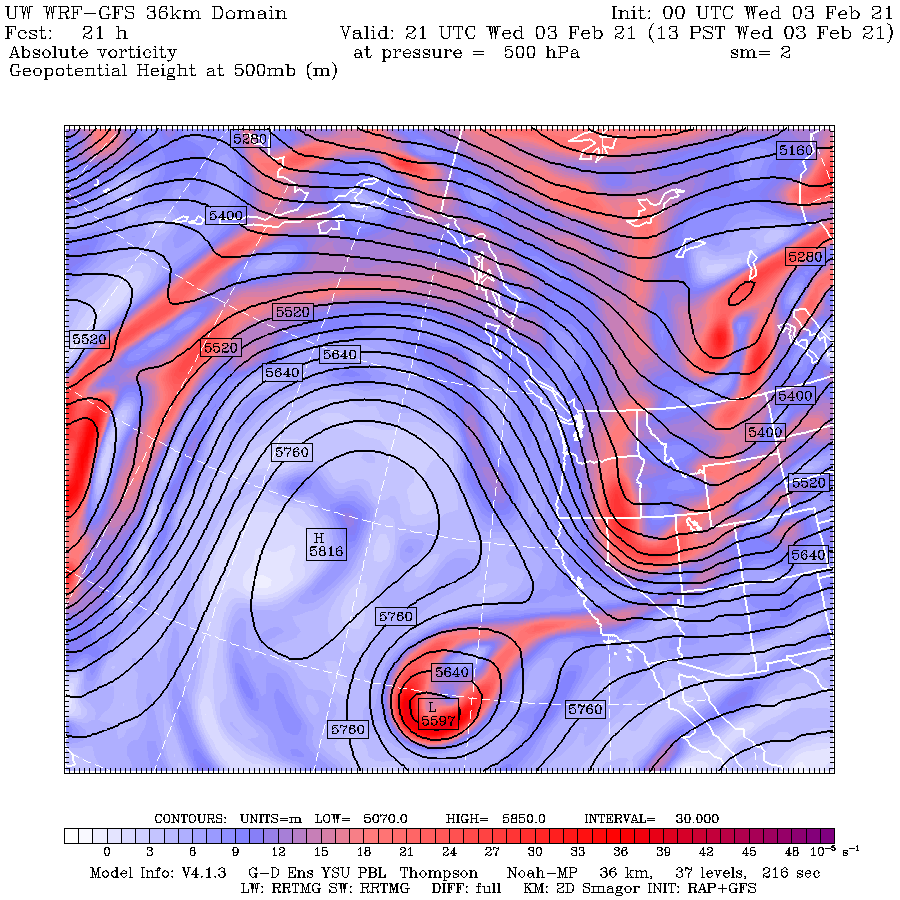 UW WRF-GFS 36km Domain Init: 00 UTC Wed 03 Feb 21
Fcst: 21 h Valid: 21 UTC Wed 03 Feb 21 (13 PST Wed 03 Feb 21)
Absolute vorticity at pressure = 500 hPa sm= 2
Geopotential Height at 500mb (m)
5280
5160
5400
5280
5520
5520
5520
5640
5640
5400
5400
5760
5520
H
5816
5640
5760
5640
L
5597
5760
5760
CONTOURS: UNITS=m LOW= 5070.0 HIGH= 5850.0 INTERVAL= 30.000
0 3 6 9 12 15 18 21 24 27 30 33 36 39 42 45 48 10⁻⁵ s⁻¹
Model Info: V4.1.3 G-D Ens YSU PBL Thompson Noah-MP 36 km, 37 levels, 216 sec
LW: RRTMG SW: RRTMG DIFF: full KM: 2D Smagor INIT: RAP+GFS